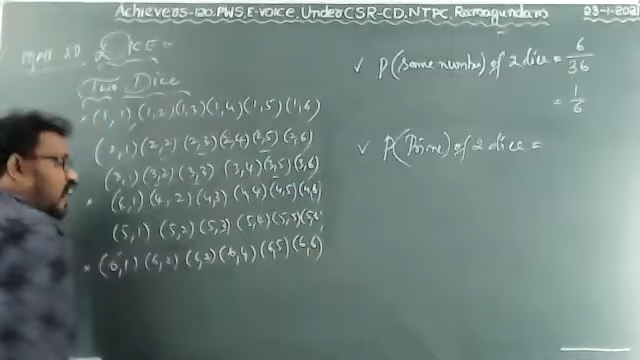 Achievers-120, PWS, E-Voice, Under CSR-CD, NTPC, Ramagundam 23-1-2021
DICE:-
Two Dice
(1,1) (1,2) (1,3) (1,4) (1,5) (1,6)
(2,1) (2,2) (2,3) (2,4) (2,5) (2,6)
(3,1) (3,2) (3,3) (3,4) (3,5) (3,6)
(4,1) (4,2) (4,3) (4,4) (4,5) (4,6)
(5,1) (5,2) (5,3) (5,4) (5,5) (5,6)
(6,1) (6,2) (6,3) (6,4) (6,5) (6,6)
✓ P(same number) of 2 dice = 6/36
= 1/6
✓ P(Prime) of 2 dice =